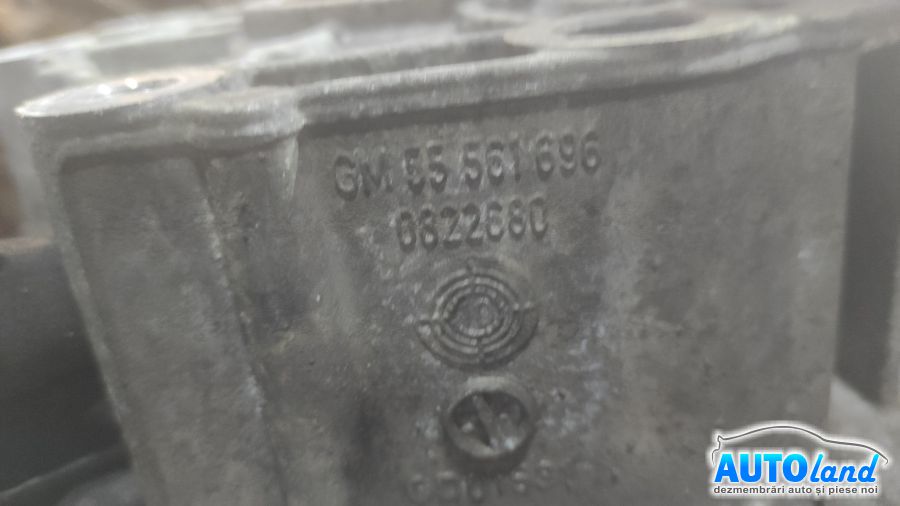 GM 55 561 696
6822680
AUTOland
dezmembrări auto și piese noi